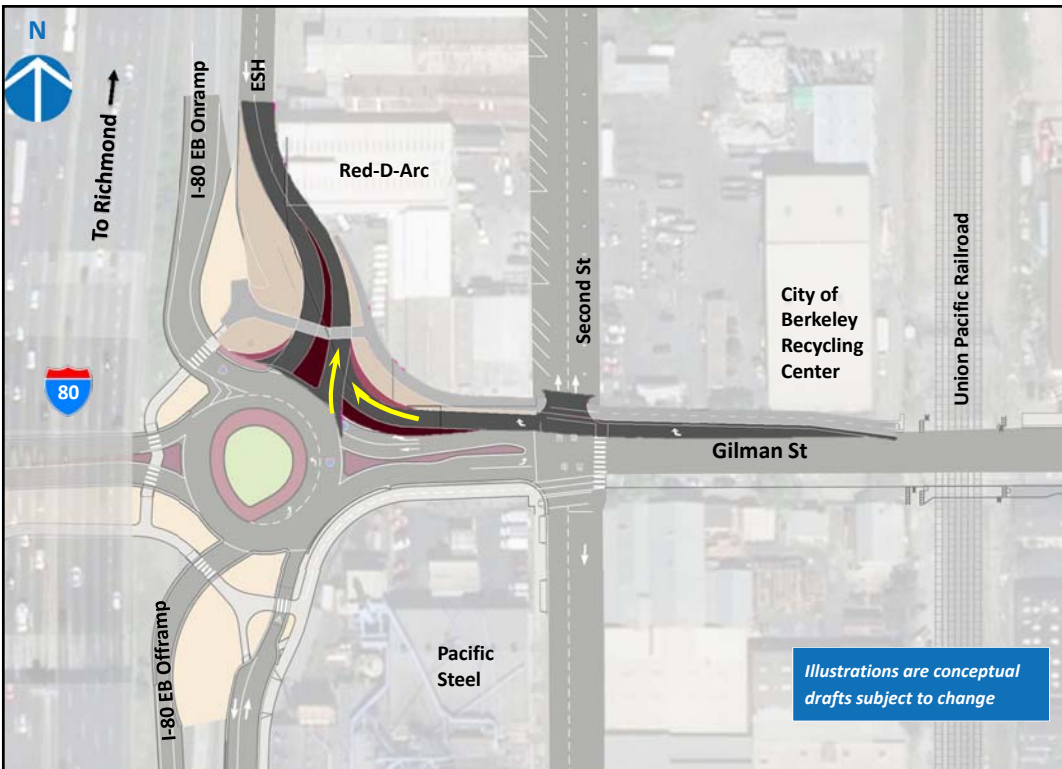 N
To Richmond
I-80 EB Onramp
ESH
Red-D-Arc
Second St
City of
Berkeley
Recycling
Center
Union Pacific Railroad
80
Gilman St
I-80 EB Offramp
Pacific
Steel
Illustrations are conceptual
drafts subject to change